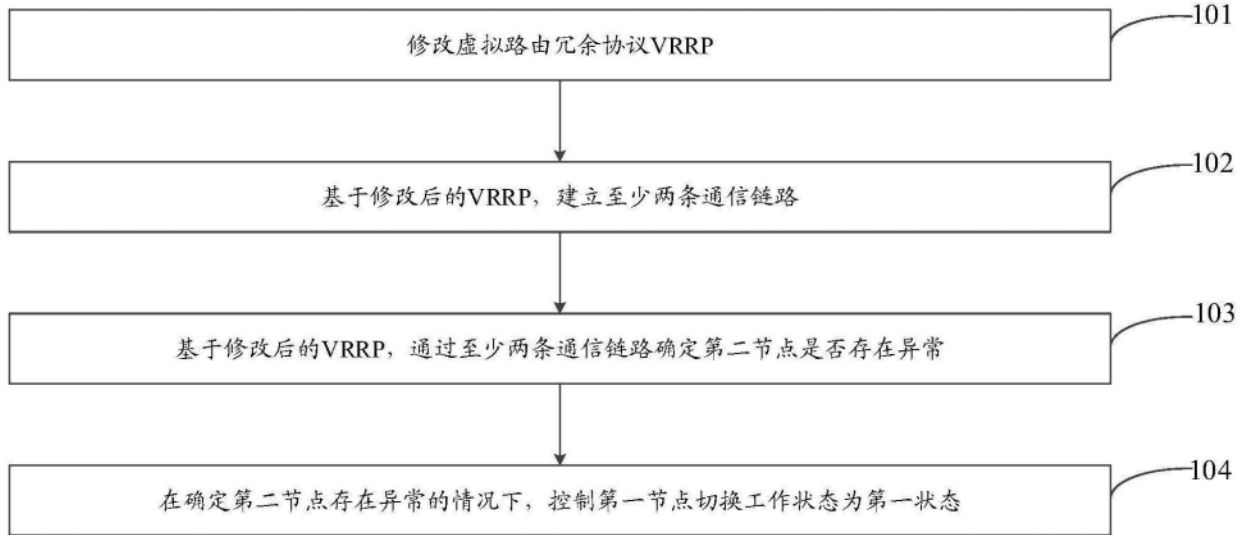 101
修改虚拟路由冗余协议VRRP
102
基于修改后的VRRP，建立至少两条通信链路
103
基于修改后的VRRP，通过至少两条通信链路确定第二节点是否存在异常
104
在确定第二节点存在异常的情况下，控制第一节点切换工作状态为第一状态